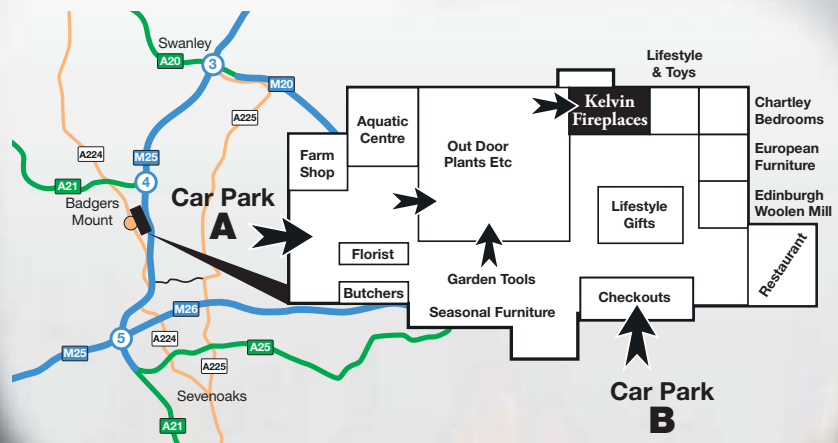 Swanley
A20
3
M20
A225
A224
M25
4
A21
Badgers
Mount
M26
5
M25
A224
A25
A225
Sevenoaks
A21
Car Park
A
Farm
Shop
Aquatic
Centre
Out Door
Plants Etc
Kelvin
Fireplaces
Lifestyle
& Toys
Chartley
Bedrooms
European
Furniture
Edinburgh
Woolen Mill
Lifestyle
Gifts
Restaurant
Florist
Butchers
Garden Tools
Seasonal Furniture
Checkouts
Car Park
B